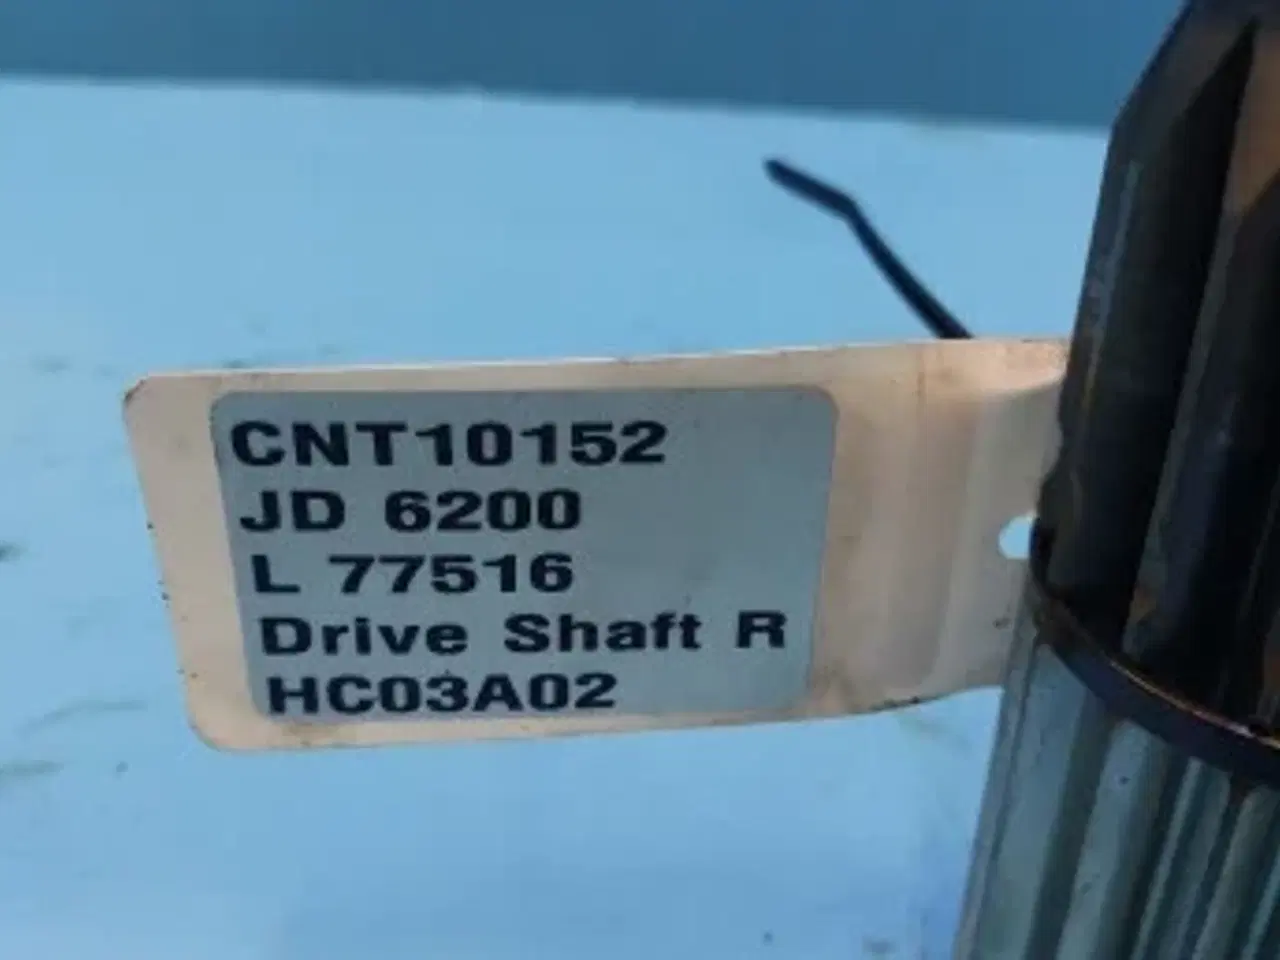 CNT10152
JD 6200
L 77516
Drive Shaft R
HC03A02